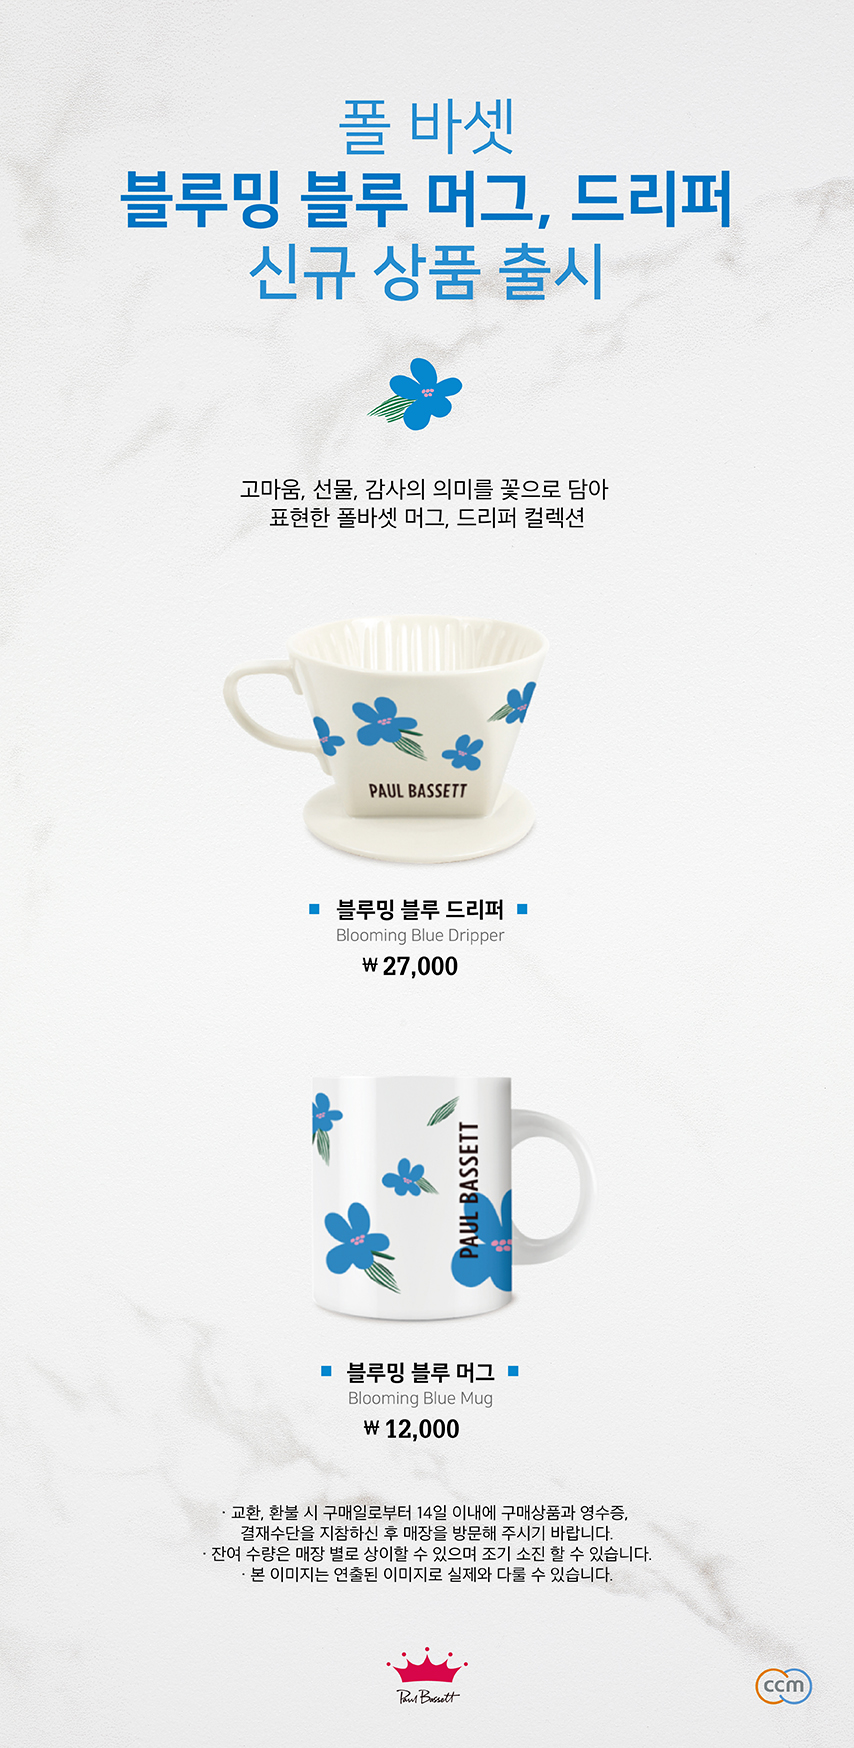 폴 바셋
블루밍 블루 머그, 드리퍼
신규 상품 출시
고마움, 선물, 감사의 의미를 꽃으로 담아
표현한 폴바셋 머그, 드리퍼 컬렉션
PAUL BASSETT
■ 블루밍 블루 드리퍼 ■
Blooming Blue Dripper
₩ 27,000
PAUL BASSETT
■ 블루밍 블루 머그 ■
Blooming Blue Mug
₩ 12,000
· 교환, 환불 시 구매일로부터 14일 이내에 구매상품과 영수증,
결재수단을 지참하신 후 매장을 방문해 주시기 바랍니다.
· 잔여 수량은 매장 별로 상이할 수 있으며 조기 소진 할 수 있습니다.
· 본 이미지는 연출된 이미지로 실제와 다룰 수 있습니다.
Paul Bassett
ccm